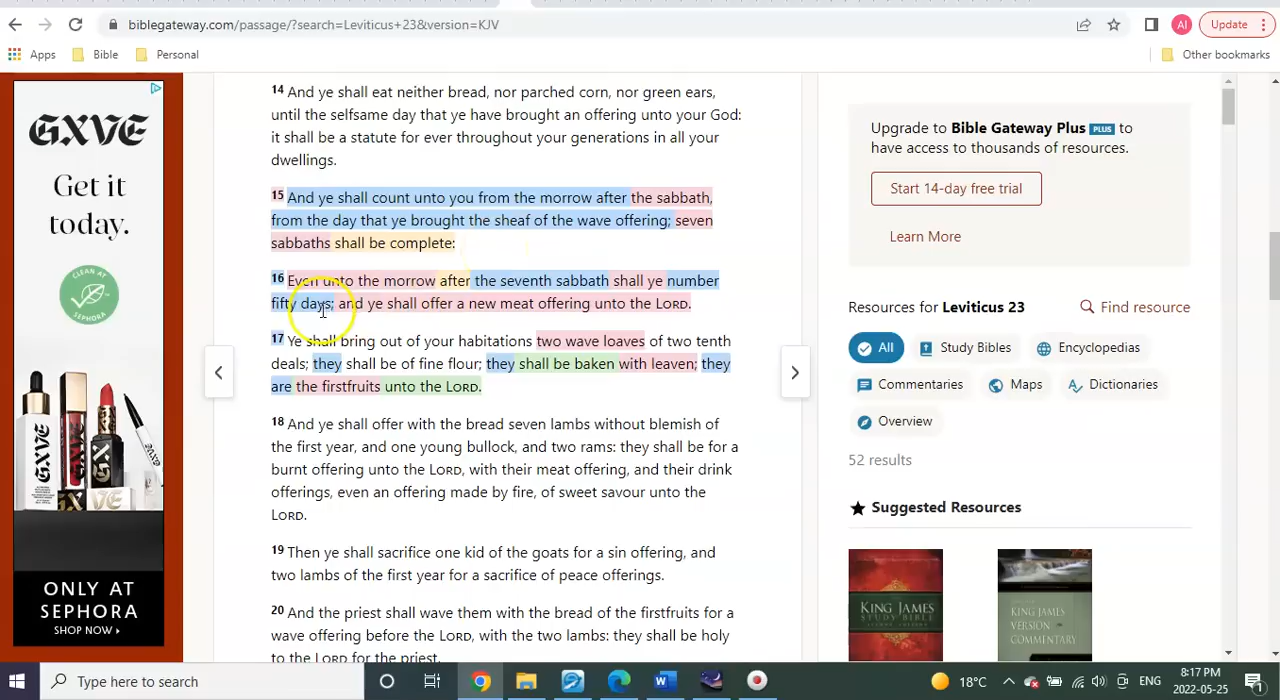 biblegateway.com/passage/?search=Leviticus+23&version=KJV
AI
Update
Apps
Bible
Personal
Other bookmarks
GXVE
Get it
today.
CLEAN AT
SEPHORA
GXVE
ONLY AT
SEPHORA
SHOP NOW
14 And ye shall eat neither bread, nor parched corn, nor green ears,
until the selfsame day that ye have brought an offering unto your God:
it shall be a statute for ever throughout your generations in all your
dwellings.
15 And ye shall count unto you from the morrow after the sabbath,
from the day that ye brought the sheaf of the wave offering; seven
sabbaths shall be complete:
16 Even unto the morrow after the seventh sabbath shall ye number
fifty days; and ye shall offer a new meat offering unto the LORD.
17 Ye shall bring out of your habitations two wave loaves of two tenth
deals; they shall be of fine flour; they shall be baken with leaven; they
are the firstfruits unto the LORD.
18 And ye shall offer with the bread seven lambs without blemish of
the first year, and one young bullock, and two rams: they shall be for a
burnt offering unto the LORD, with their meat offering, and their drink
offerings, even an offering made by fire, of sweet savour unto the
LORD.
19 Then ye shall sacrifice one kid of the goats for a sin offering, and
two lambs of the first year for a sacrifice of peace offerings.
20 And the priest shall wave them with the bread of the firstfruits for a
wave offering before the LORD, with the two lambs: they shall be holy
to the LORD for the priest.
Upgrade to Bible Gateway Plus PLUS to
have access to thousands of resources.
Start 14-day free trial
Learn More
Resources for Leviticus 23
Find resource
All
Study Bibles
Encyclopedias
Commentaries
Maps
Dictionaries
Overview
52 results
Suggested Resources
KING JAMES
STUDY BIBLE
KING JAMES
VERSION
COMMENTARY
Type here to search
18°C
ENG
8:17 PM
2022-05-25
1